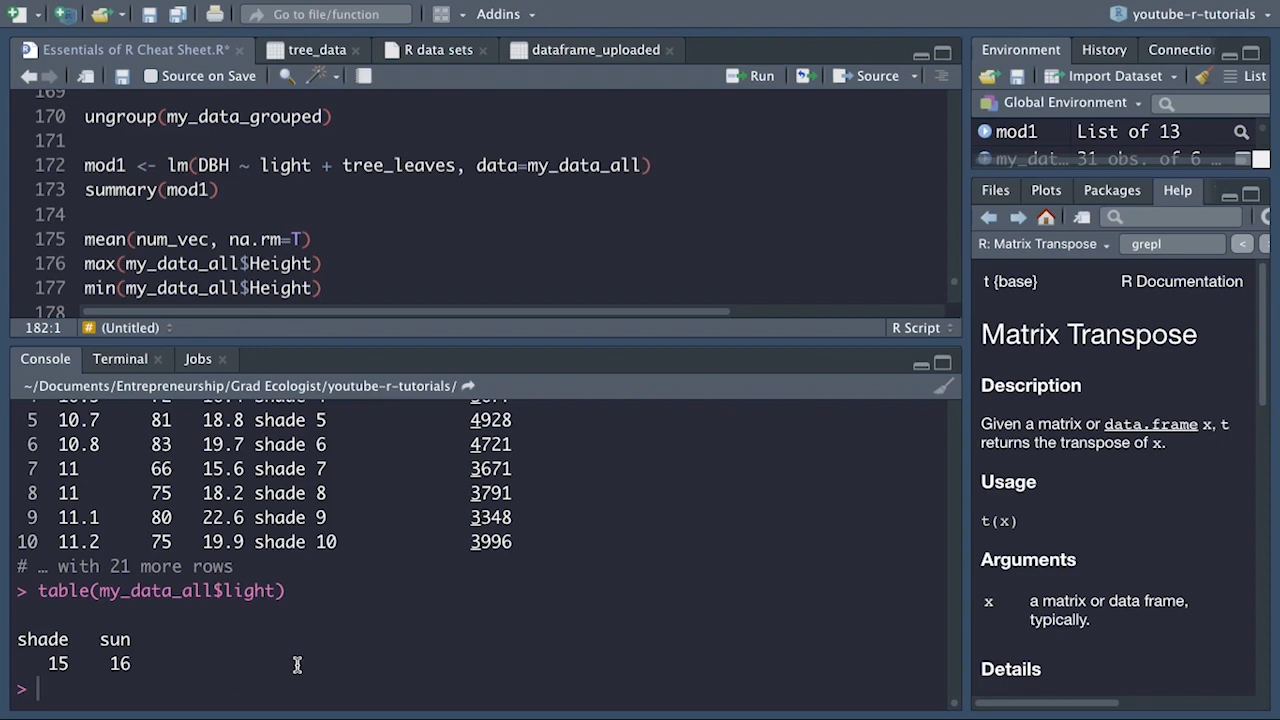 Go to file/function
Addins
youtube-r-tutorials
Essentials of R Cheat Sheet.R*
tree_data
R data sets
dataframe_uploaded
Source on Save
Run
Source
169
170 ungroup(my_data_grouped)
171
172 mod1 <- lm(DBH ~ light + tree_leaves, data=my_data_all)
173 summary(mod1)
174
175 mean(num_vec, na.rm=T)
176 max(my_data_all$Height)
177 min(my_data_all$Height)
178
182:1 # (Untitled) R Script
Console Terminal Jobs
~/Documents/Entrepreneurship/Grad Ecologist/youtube-r-tutorials/
5 10.7 81 18.8 shade 5 4928
6 10.8 83 19.7 shade 6 4721
7 11 66 15.6 shade 7 3671
8 11 75 18.2 shade 8 3791
9 11.1 80 22.6 shade 9 3348
10 11.2 75 19.9 shade 10 3996
# … with 21 more rows
> table(my_data_all$light)
shade sun
15 16
>
Environment History Connection
Import Dataset List
Global Environment
mod1 List of 13
my_dat… 31 obs. of 6 …
Files Plots Packages Help
R: Matrix Transpose grepl
t {base} R Documentation
Matrix Transpose
Description
Given a matrix or data.frame x, t
returns the transpose of x.
Usage
t(x)
Arguments
x a matrix or data frame,
typically.
Details